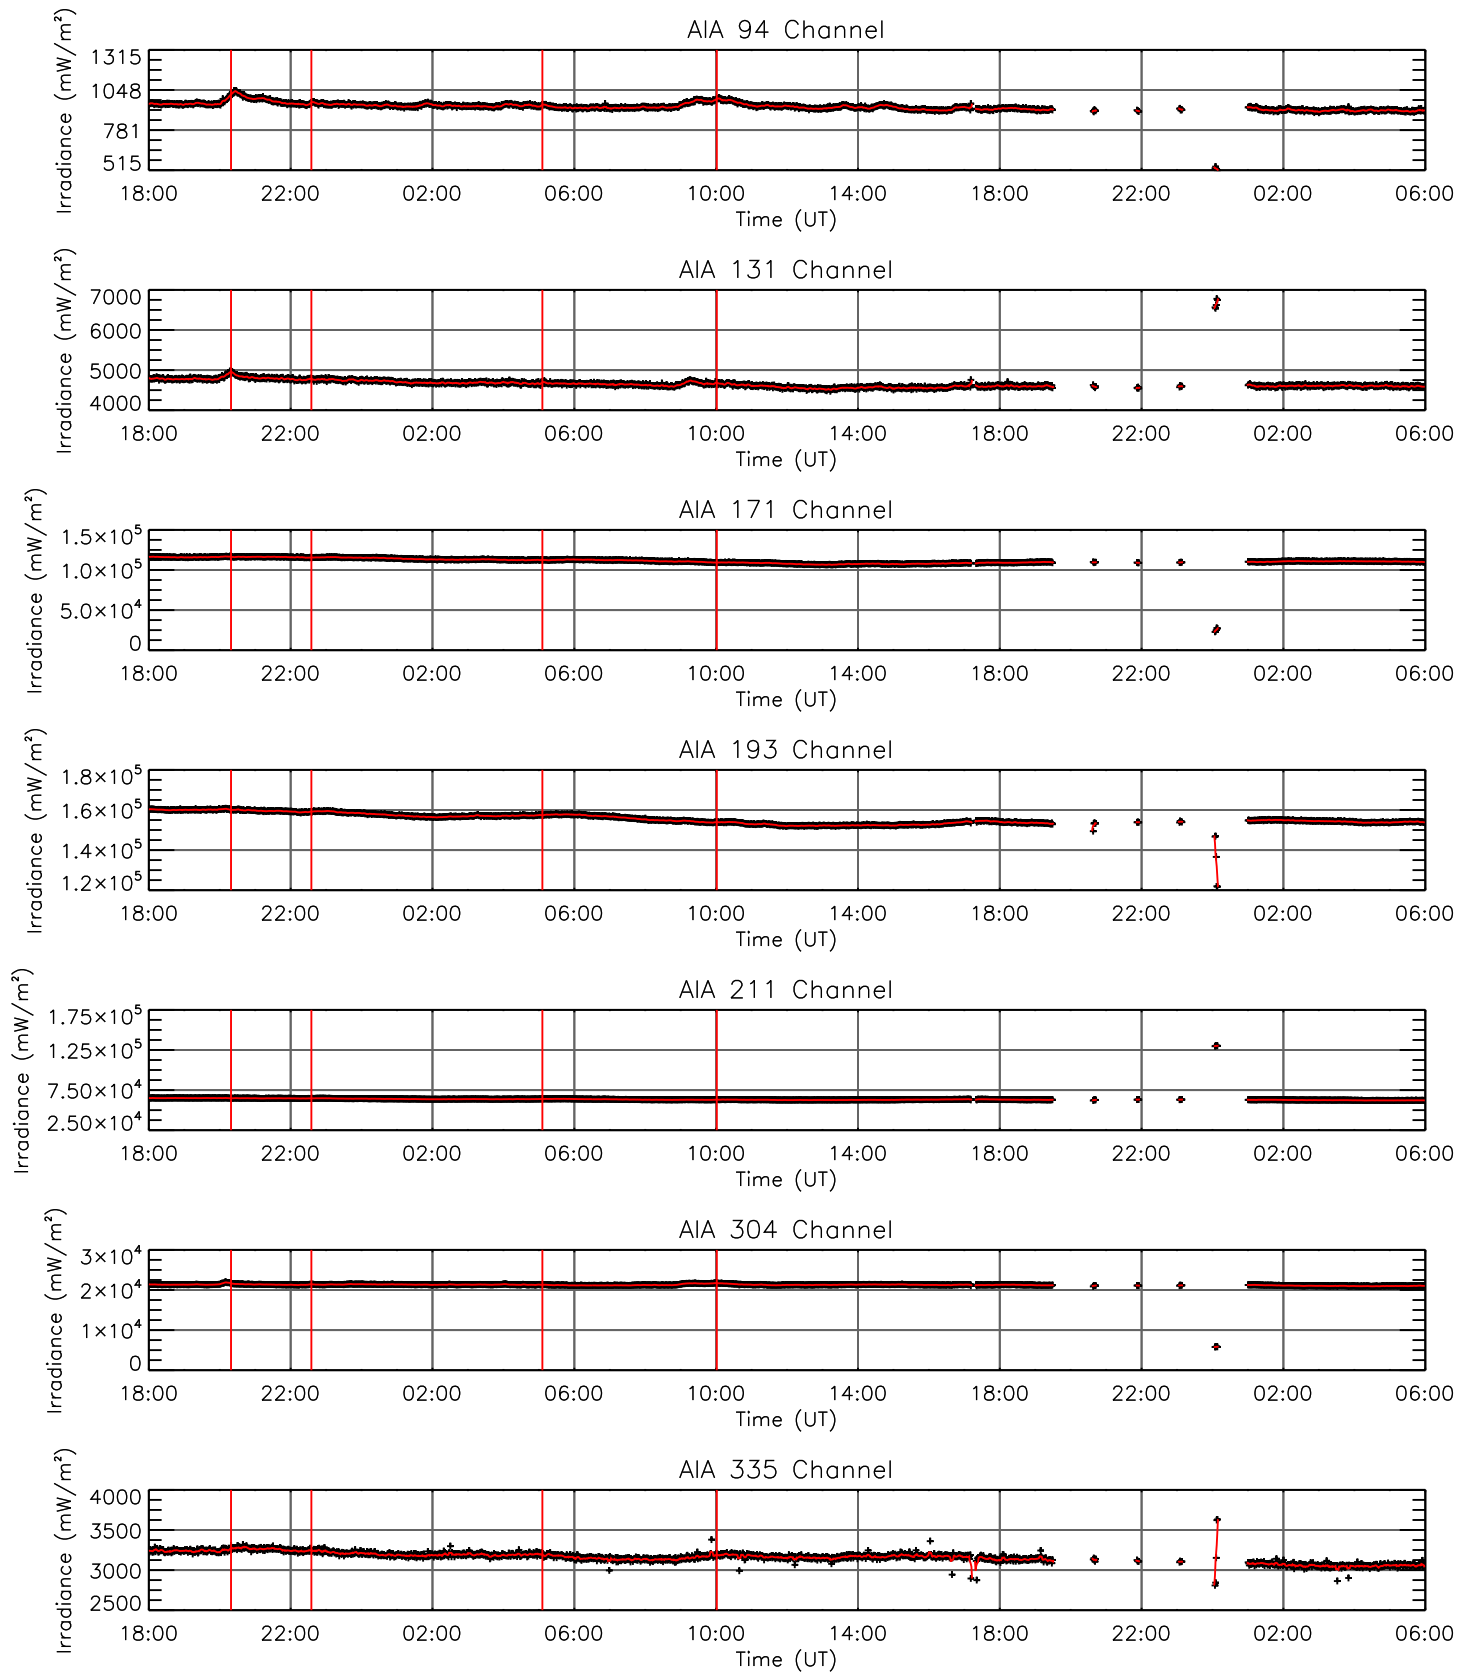 AIA 94 Channel
Irradiance (mW/m²)
1315
1048
781
515
18:00 22:00 02:00 06:00 10:00 14:00 18:00 22:00 02:00 06:00
Time (UT)
AIA 131 Channel
Irradiance (mW/m²)
7000
6000
5000
4000
18:00 22:00 02:00 06:00 10:00 14:00 18:00 22:00 02:00 06:00
Time (UT)
AIA 171 Channel
Irradiance (mW/m²)
1.5×10⁵
1.0×10⁵
5.0×10⁴
0
18:00 22:00 02:00 06:00 10:00 14:00 18:00 22:00 02:00 06:00
Time (UT)
AIA 193 Channel
Irradiance (mW/m²)
1.8×10⁵
1.6×10⁵
1.4×10⁵
1.2×10⁵
18:00 22:00 02:00 06:00 10:00 14:00 18:00 22:00 02:00 06:00
Time (UT)
AIA 211 Channel
Irradiance (mW/m²)
1.75×10⁵
1.25×10⁵
7.50×10⁴
2.50×10⁴
18:00 22:00 02:00 06:00 10:00 14:00 18:00 22:00 02:00 06:00
Time (UT)
AIA 304 Channel
Irradiance (mW/m²)
3×10⁴
2×10⁴
1×10⁴
0
18:00 22:00 02:00 06:00 10:00 14:00 18:00 22:00 02:00 06:00
Time (UT)
AIA 335 Channel
Irradiance (mW/m²)
4000
3500
3000
2500
18:00 22:00 02:00 06:00 10:00 14:00 18:00 22:00 02:00 06:00
Time (UT)